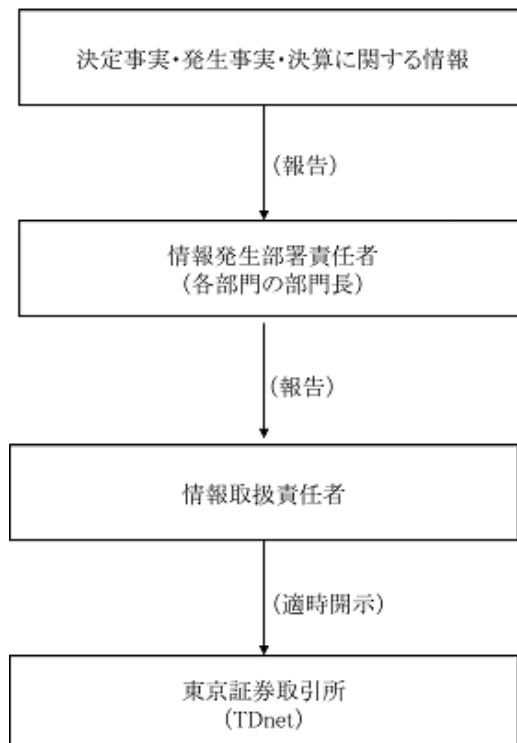 決定事実・発生事実・決算に関する情報
(報告)
情報発生部署責任者
(各部門の部門長)
(報告)
情報取扱責任者
(適時開示)
東京証券取引所
(TDnet)